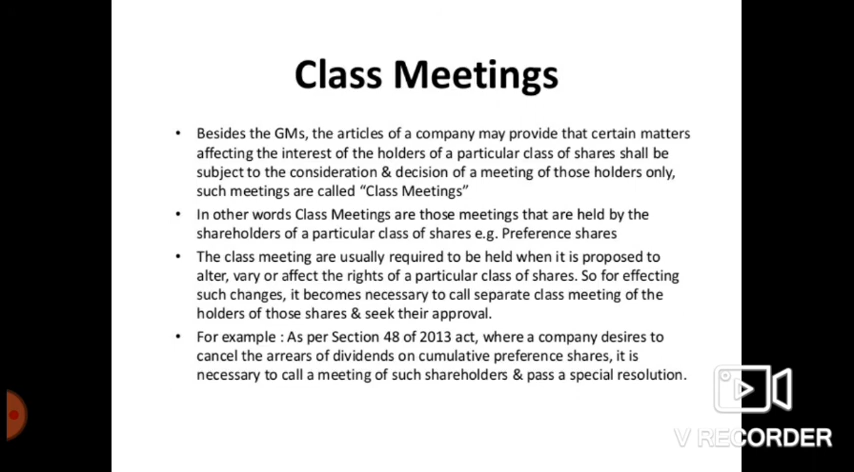 Class Meetings
• Besides the GMs, the articles of a company may provide that certain matters
affecting the interest of the holders of a particular class of shares shall be
subject to the consideration & decision of a meeting of those holders only,
such meetings are called “Class Meetings”
• In other words Class Meetings are those meetings that are held by the
shareholders of a particular class of shares e.g. Preference shares
• The class meeting are usually required to be held when it is proposed to
alter, vary or affect the rights of a particular class of shares. So for effecting
such changes, it becomes necessary to call separate class meeting of the
holders of those shares & seek their approval.
• For example : As per Section 48 of 2013 act, where a company desires to
cancel the arrears of dividends on cumulative preference shares, it is
necessary to call a meeting of such shareholders & pass a special resolution.
V RECORDER